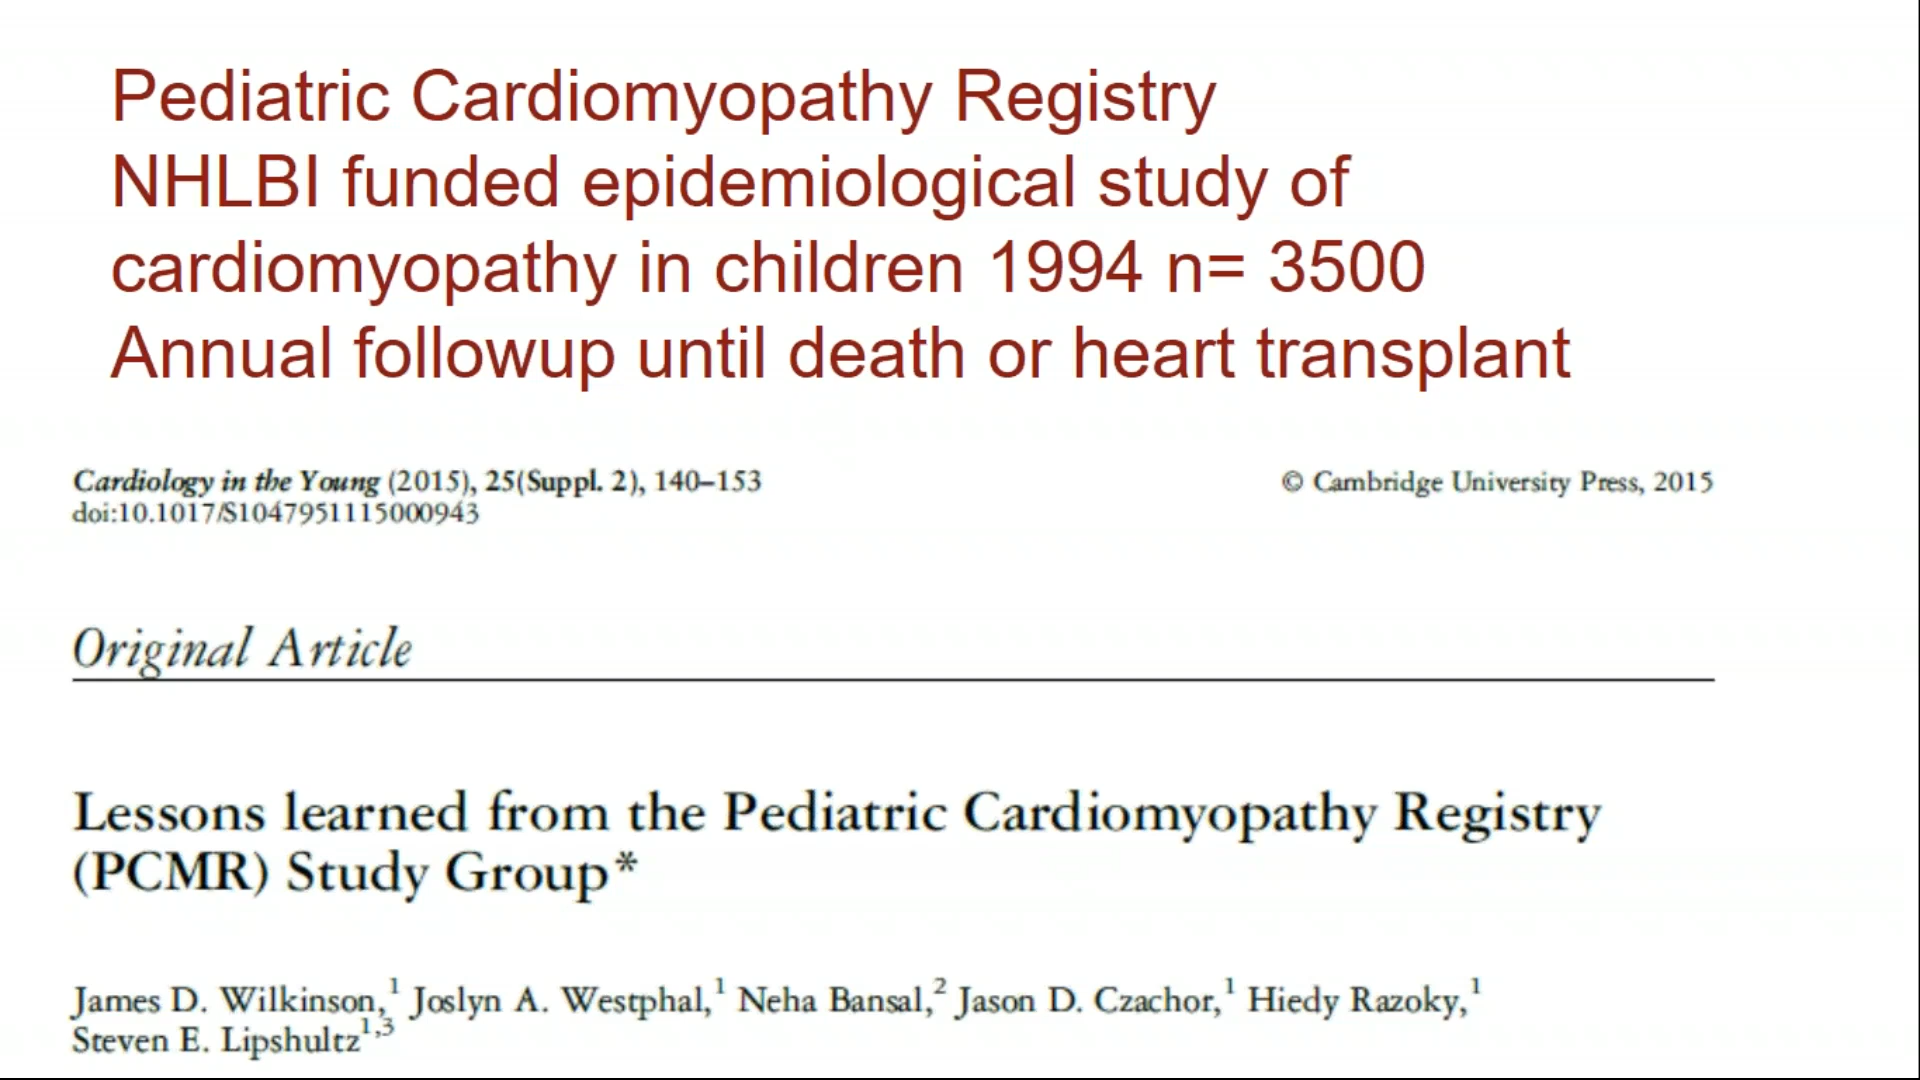 Pediatric Cardiomyopathy Registry
NHLBI funded epidemiological study of
cardiomyopathy in children 1994 n= 3500
Annual followup until death or heart transplant
Cardiology in the Young (2015), 25(Suppl. 2), 140–153
© Cambridge University Press, 2015
doi:10.1017/S1047951115000943
Original Article
Lessons learned from the Pediatric Cardiomyopathy Registry
(PCMR) Study Group*
James D. Wilkinson,1 Joslyn A. Westphal,1 Neha Bansal,2 Jason D. Czachor,1 Hiedy Razoky,1
Steven E. Lipshultz1,3